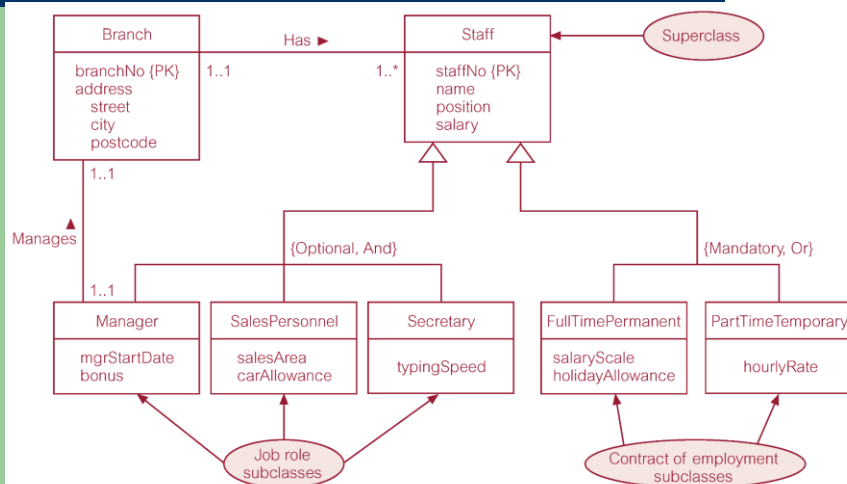 Branch
branchNo {PK}
address
street
city
postcode
Has ►
1..1
1..*
Staff
staffNo {PK}
name
position
salary
Superclass
1..1
▲
Manages
1..1
{Optional, And}
{Mandatory, Or}
Manager
mgrStartDate
bonus
SalesPersonnel
salesArea
carAllowance
Secretary
typingSpeed
FullTimePermanent
salaryScale
holidayAllowance
PartTimeTemporary
hourlyRate
Job role
subclasses
Contract of employment
subclasses